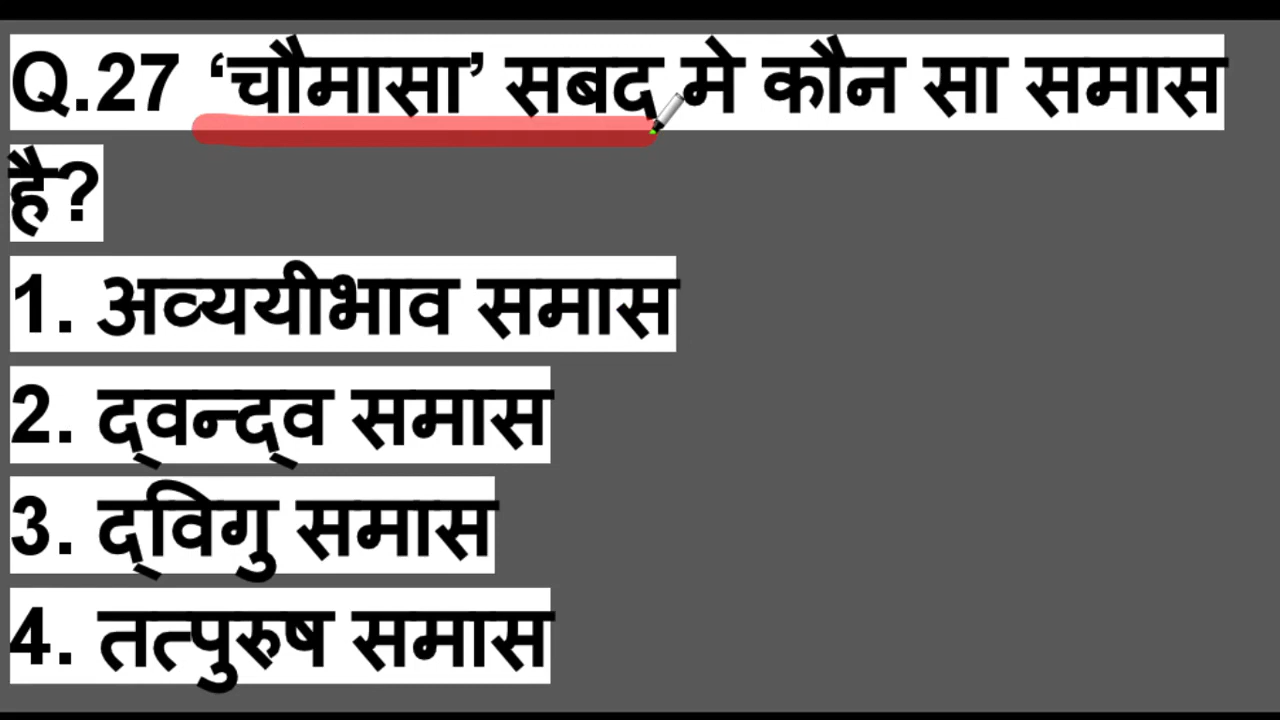 Q.27 ‘चौमासा’ सबद मे कौन सा समास
है?
1. अव्ययीभाव समास
2. द्वन्द्व समास
3. द्विगु समास
4. तत्पुरुष समास